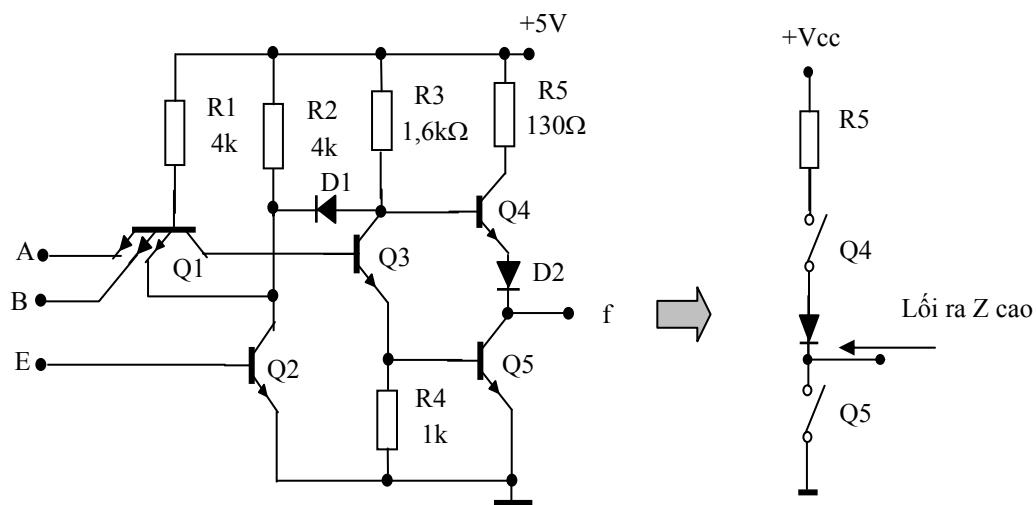 +5V
+Vcc
R1
4k
R2
4k
R3
1,6kΩ
R5
130Ω
R5
D1
A
B
Q1
Q3
Q4
Q4
D2
f
Lối ra Z cao
E
Q2
Q5
Q5
R4
1k